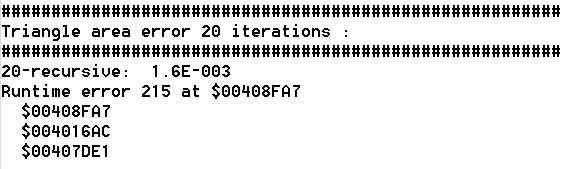 ########################################################
Triangle area error 20 iterations :
########################################################
20-recursive:  1.6E-003
Runtime error 215 at $00408FA7
  $00408FA7
  $004016AC
  $00407DE1